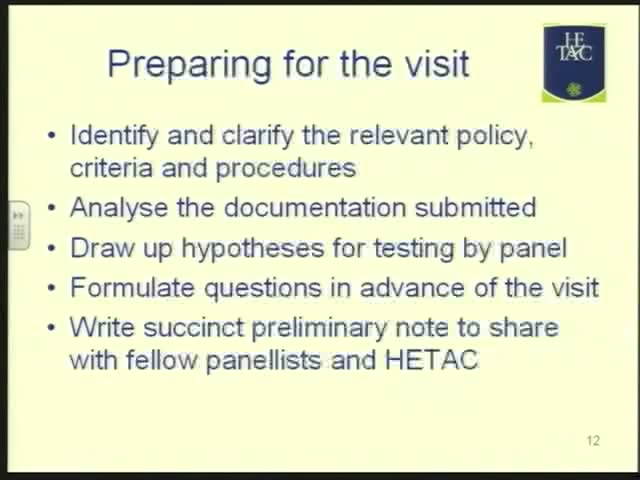 Preparing for the visit
HE
TAC
• Identify and clarify the relevant policy,
criteria and procedures
• Analyse the documentation submitted
• Draw up hypotheses for testing by panel
• Formulate questions in advance of the visit
• Write succinct preliminary note to share
with fellow panellists and HETAC
12